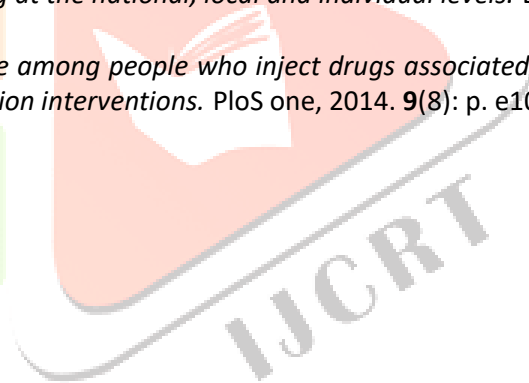 g at the national, local and individual levels.
e among people who inject drugs associated
ion interventions. PloS one, 2014. 9(8): p. e10
IJCRT